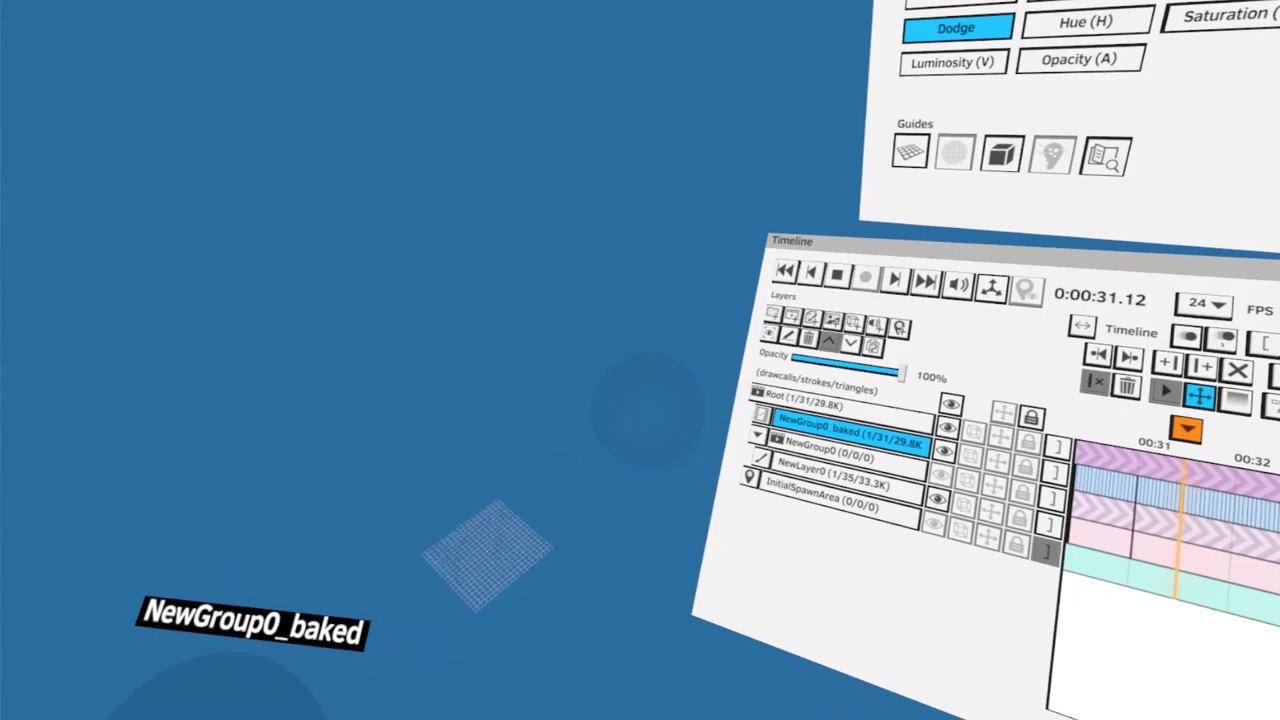 Dodge
Hue (H)
Saturation (
Luminosity (V)
Opacity (A)
Guides
Timeline
0:00:31.12
24
FPS
Layers
Timeline
Opacity
100%
(drawcalls/strokes/triangles)
Root (1/31/29.8K)
NewGroup0_baked (1/31/29.8K
NewGroup0 (0/0/0)
NewLayer0 (1/35/33.3K)
InitialSpawnArea (0/0/0)
00:31
00:32
NewGroup0_baked